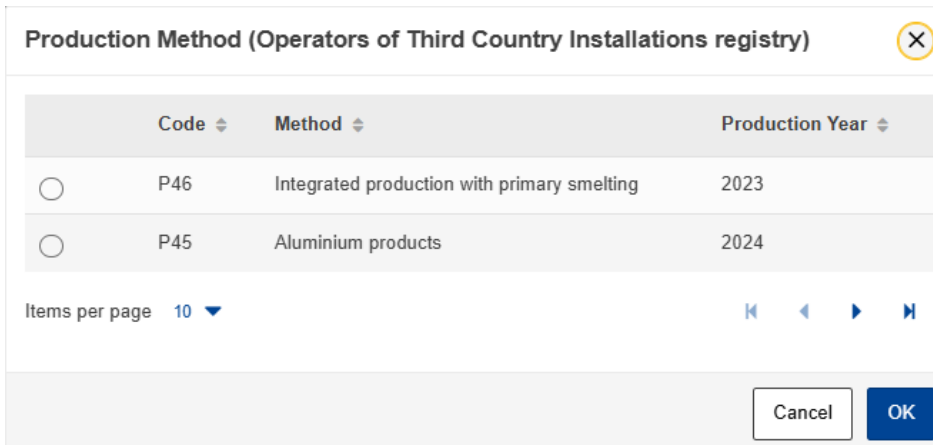 Production Method (Operators of Third Country Installations registry)
Code Method Production Year
P46 Integrated production with primary smelting 2023
P45 Aluminium products 2024
Items per page 10
Cancel OK